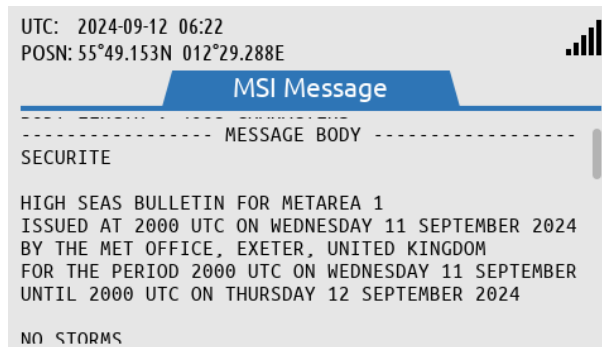 UTC: 2024-09-12 06:22
POSN: 55°49.153N 012°29.288E
MSI Message
----------------- MESSAGE BODY ------------------
SECURITE
HIGH SEAS BULLETIN FOR METAREA 1
ISSUED AT 2000 UTC ON WEDNESDAY 11 SEPTEMBER 2024
BY THE MET OFFICE, EXETER, UNITED KINGDOM
FOR THE PERIOD 2000 UTC ON WEDNESDAY 11 SEPTEMBER
UNTIL 2000 UTC ON THURSDAY 12 SEPTEMBER 2024
NO STORMS